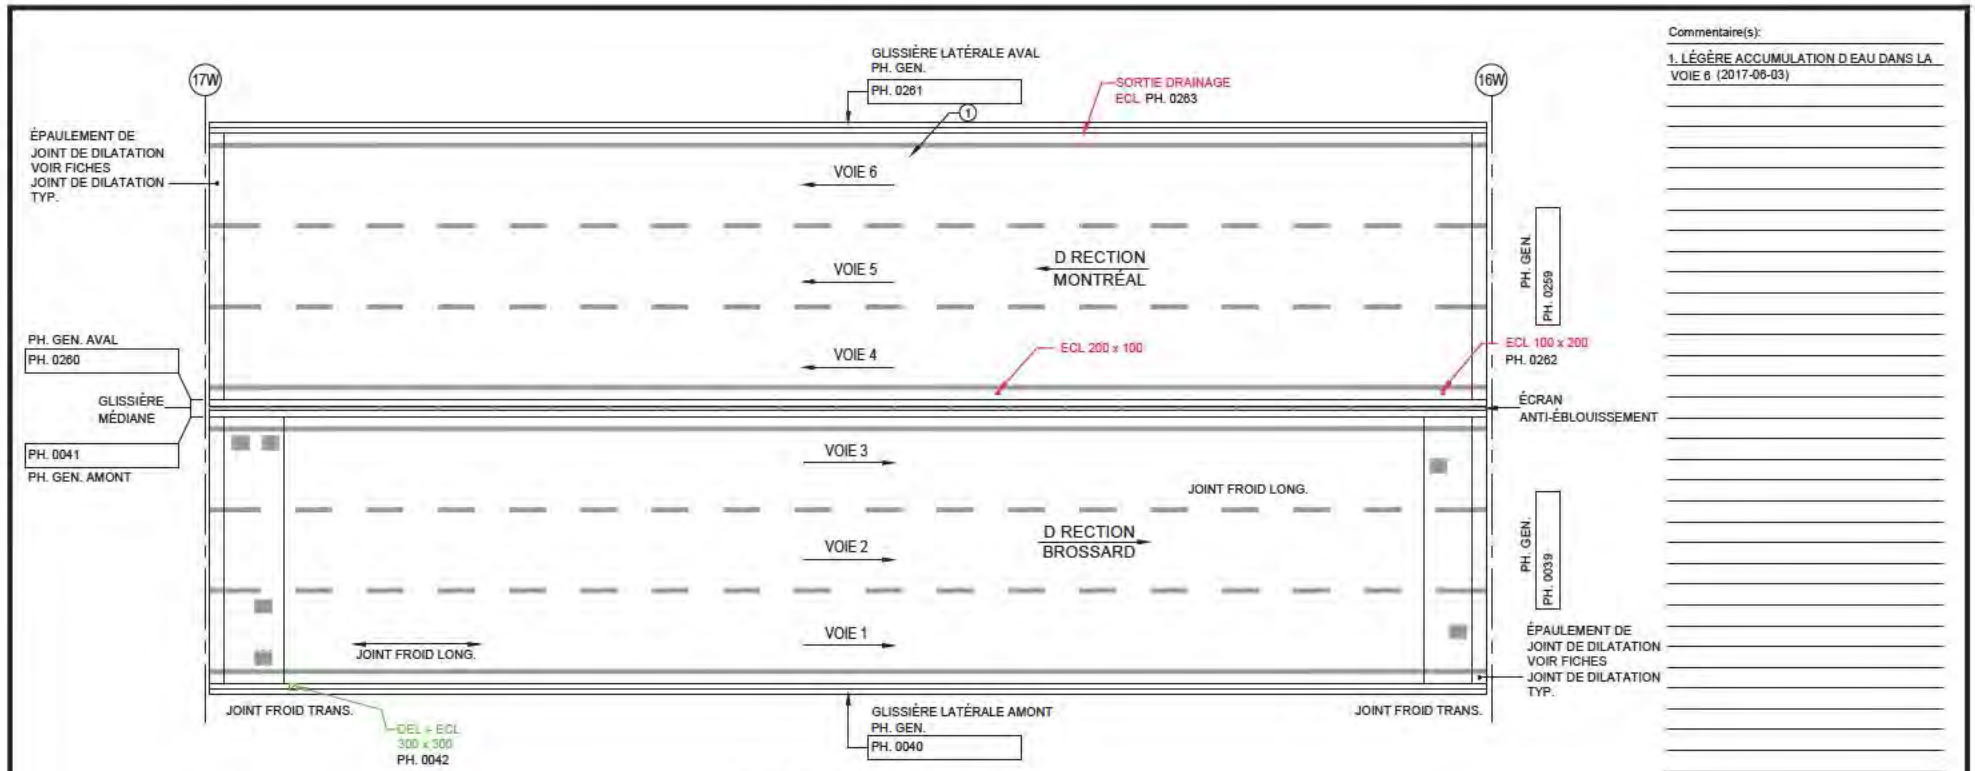 Commentaire(s):
1. LÉGÈRE ACCUMULATION D EAU DANS LA
VOIE 6 (2017-06-03)
17W
16W
GLISSIÈRE LATÉRALE AVAL
PH. GEN.
PH. 0261
SORTIE DRAINAGE
ECL PH. 0263
1
ÉPAULEMENT DE
JOINT DE DILATATION
VOIR FICHES
JOINT DE DILATATION
TYP.
VOIE 6
VOIE 5
D RECTION
MONTRÉAL
PH. GEN.
PH. 0259
VOIE 4
ECL 200 x 100
ECL 100 x 200
PH. 0262
PH. GEN. AVAL
PH. 0260
GLISSIÈRE
MÉDIANE
PH. 0041
PH. GEN. AMONT
ÉCRAN
ANTI-ÉBLOUISSEMENT
VOIE 3
JOINT FROID LONG.
D RECTION
BROSSARD
VOIE 2
PH. GEN.
PH. 0039
VOIE 1
JOINT FROID LONG.
ÉPAULEMENT DE
JOINT DE DILATATION
VOIR FICHES
JOINT DE DILATATION
TYP.
JOINT FROID TRANS.
DEL + ECL
300 x 300
PH. 0042
GLISSIÈRE LATÉRALE AMONT
PH. GEN.
PH. 0040
JOINT FROID TRANS.